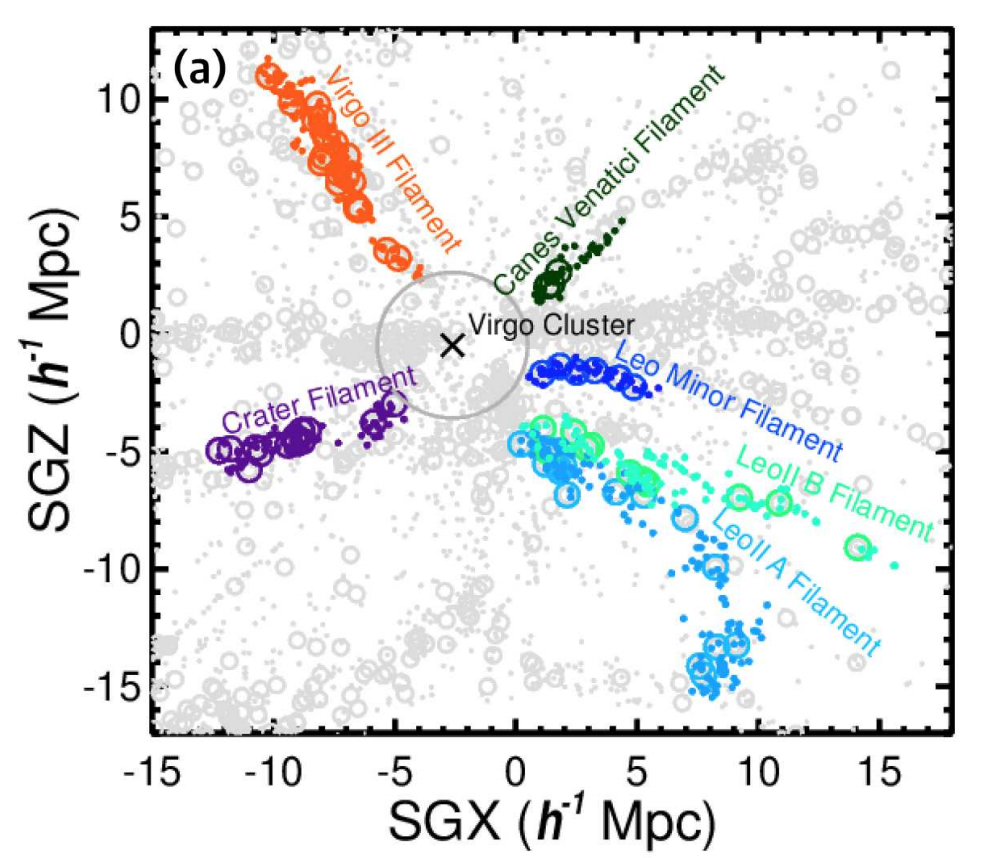 (a)
Virgo III Filament
Canes Venatici Filament
Virgo Cluster
Leo Minor Filament
Crater Filament
LeoII B Filament
LeoII A Filament
10
5
0
-5
-10
-15
SGZ (h⁻¹ Mpc)
-15 -10 -5 0 5 10 15
SGX (h⁻¹ Mpc)